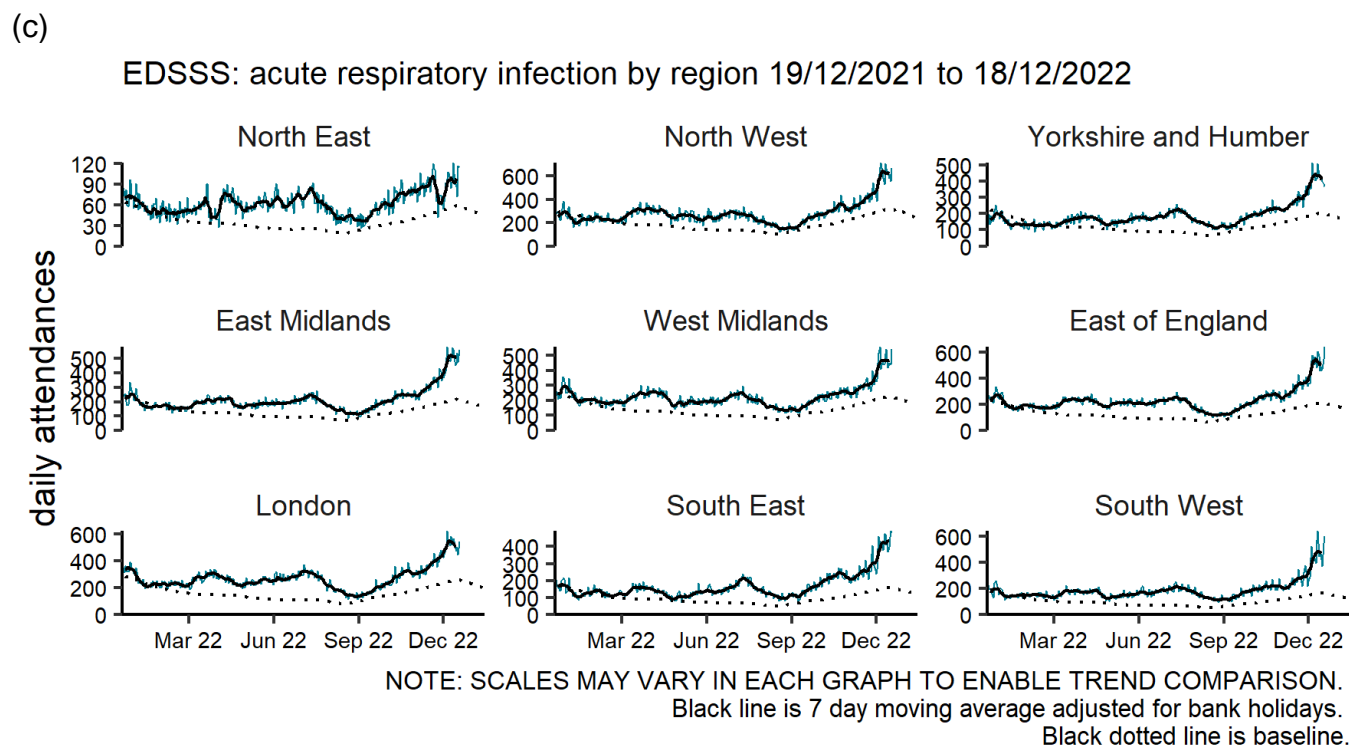 (c)
EDSSS: acute respiratory infection by region 19/12/2021 to 18/12/2022
daily attendances
North East
120
90
60
30
0
North West
600
400
200
0
Yorkshire and Humber
500
400
300
200
100
0
East Midlands
500
400
300
200
100
0
West Midlands
500
400
300
200
100
0
East of England
600
400
200
0
London
600
400
200
0
Mar 22 Jun 22 Sep 22 Dec 22
South East
400
300
200
100
0
Mar 22 Jun 22 Sep 22 Dec 22
South West
600
400
200
0
Mar 22 Jun 22 Sep 22 Dec 22
NOTE: SCALES MAY VARY IN EACH GRAPH TO ENABLE TREND COMPARISON.
Black line is 7 day moving average adjusted for bank holidays.
Black dotted line is baseline.